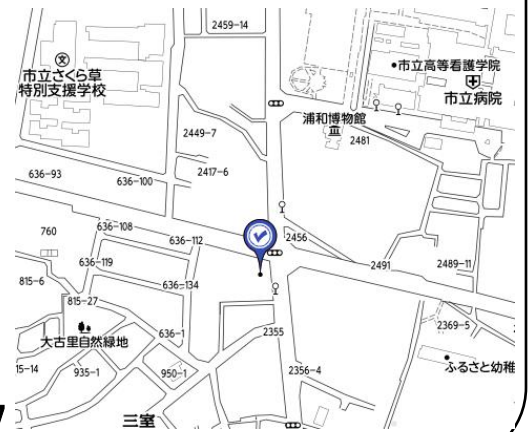 2459-14
市立さくら草
特別支援学校
市立高等看護学院
市立病院
浦和博物館
2481
2449-7
2417-6
636-93
636-100
636-108
760
636-112
2456
636-119
2491
2489-11
815-6
636-134
815-27
大古里自然緑地
636-1
2355
2369-5
15-14
935-1
950-1
2356-4
ふるさと幼稚
三室